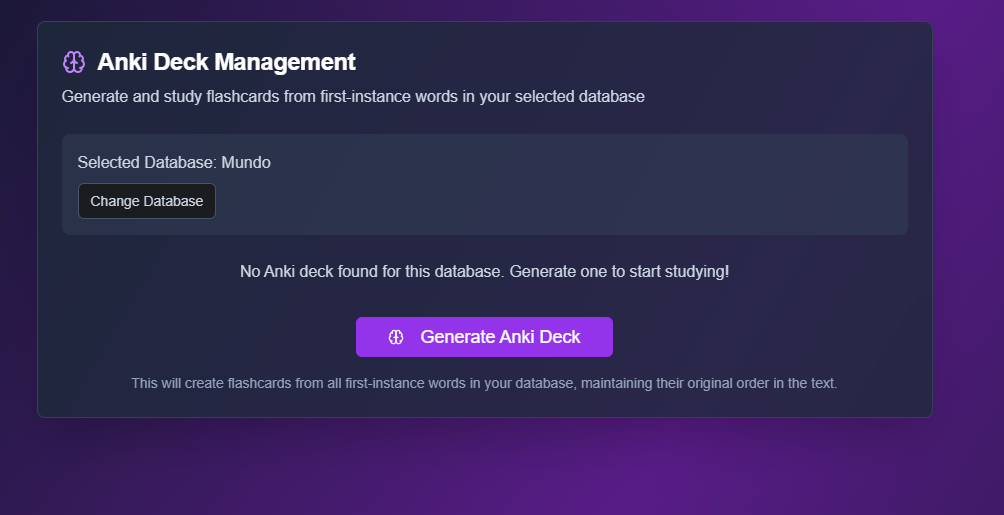 Anki Deck Management
Generate and study flashcards from first-instance words in your selected database
Selected Database: Mundo
Change Database
No Anki deck found for this database. Generate one to start studying!
Generate Anki Deck
This will create flashcards from all first-instance words in your database, maintaining their original order in the text.